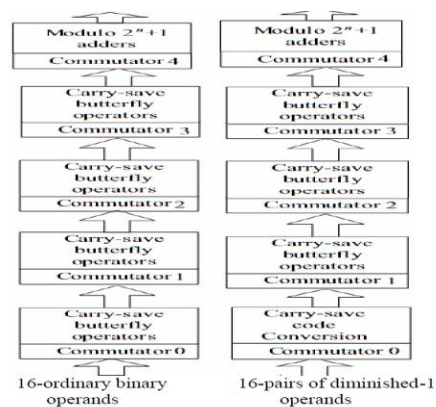 Modulo 2ⁿ+1
adders
Commutator 4
Carry-save
butterfly
operators
Commutator 3
Carry-save
butterfly
operators
Commutator 2
Carry-save
butterfly
operators
Commutator 1
Carry-save
butterfly
operators
Commutator 0
16-ordinary binary
operands
Modulo 2ⁿ+1
adders
Commutator 4
Carry-save
butterfly
operators
Commutator 3
Carry-save
butterfly
operators
Commutator 2
Carry-save
butterfly
operators
Commutator 1
Carry-save
code
Conversion
Commutator 0
16-pairs of diminished-1
operands